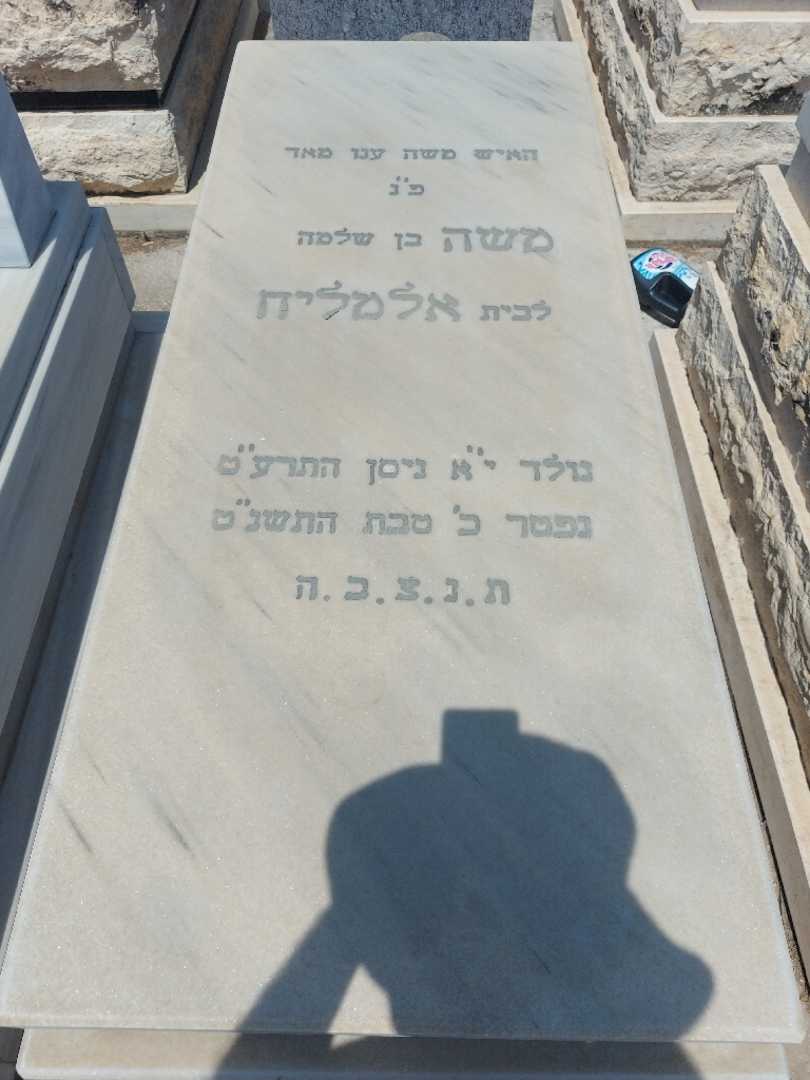 האיש משה ענו מאד
פ"נ
משה בן שלמה
לבית אלמליח
נולד י"א ניסן התרע"ט
נפטר כ' טבת התשנ"ט
ת.נ.צ.ב.ה